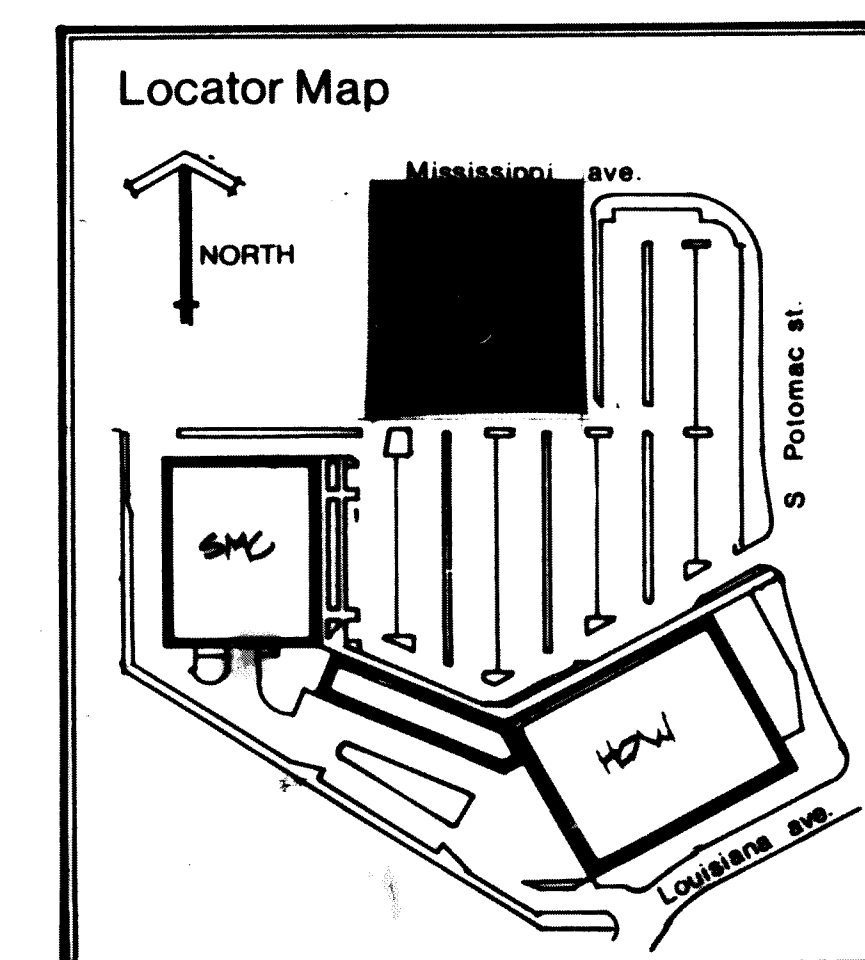 Locator Map
Mississippi ave.
NORTH
S Potomac st.
SMC
HDW
Louisiana ave.